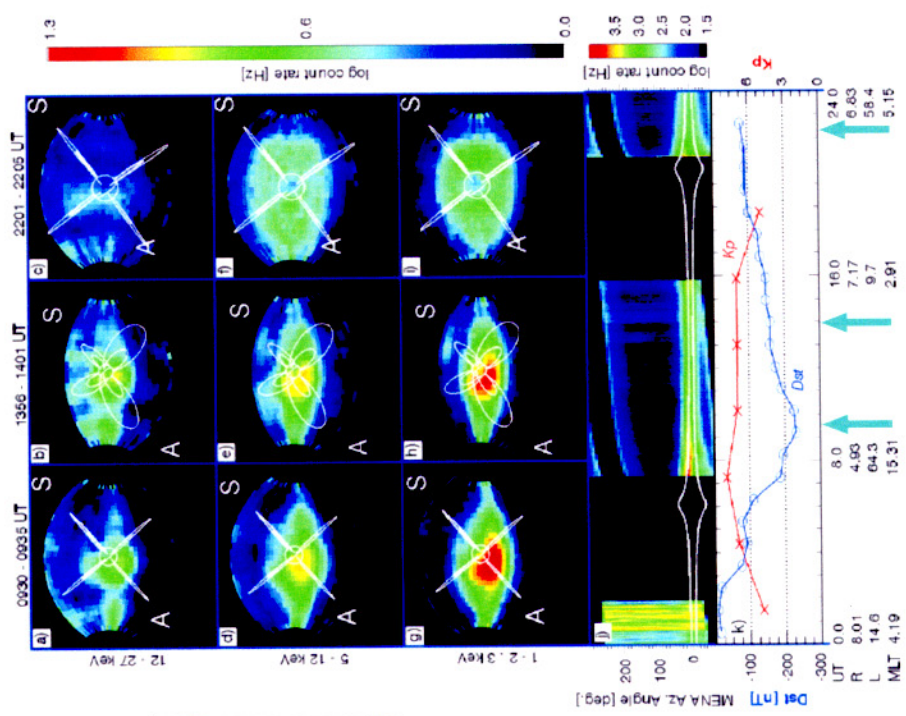 0930 - 0935 UT
1356 - 1401 UT
2201 - 2205 UT
a) S A
b) S A
c) S A
12 - 27 keV
d) S A
e) S A
f) S A
5 - 12 keV
g) S A
h) S A
i) S A
1 - 2 , 3 keV
1.3
0.6
0.0
log count rate [Hz]
j)
MENA Az. Angle [deg.]
200
100
0
3.5
3.0
2.5
2.0
1.5
log count rate [Hz]
k)
Kp
Dst
Dst [nT]
-100
-200
-300
Kp
6
3
0
UT 0.0 8.0 16.0 24.0
R 8.01 4.93 7.17 6.83
L 14.6 64.3 9.7 58.4
MLT 4.19 15.31 2.91 5.15